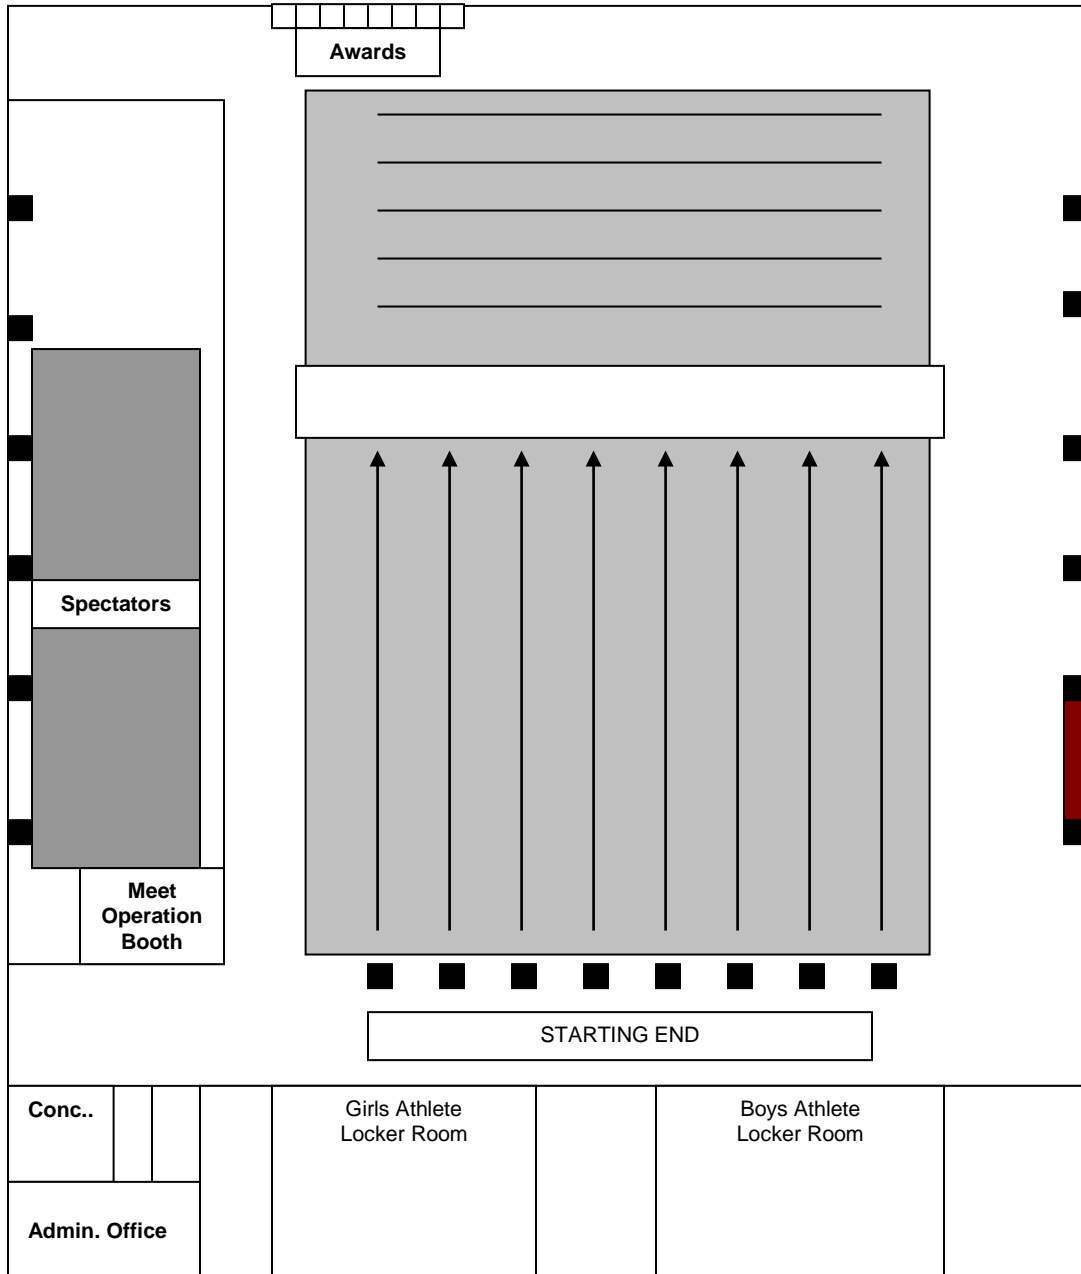 Awards
Spectators
Meet
Operation
Booth
STARTING END
Conc..
Girls Athlete
Locker Room
Boys Athlete
Locker Room
Admin. Office